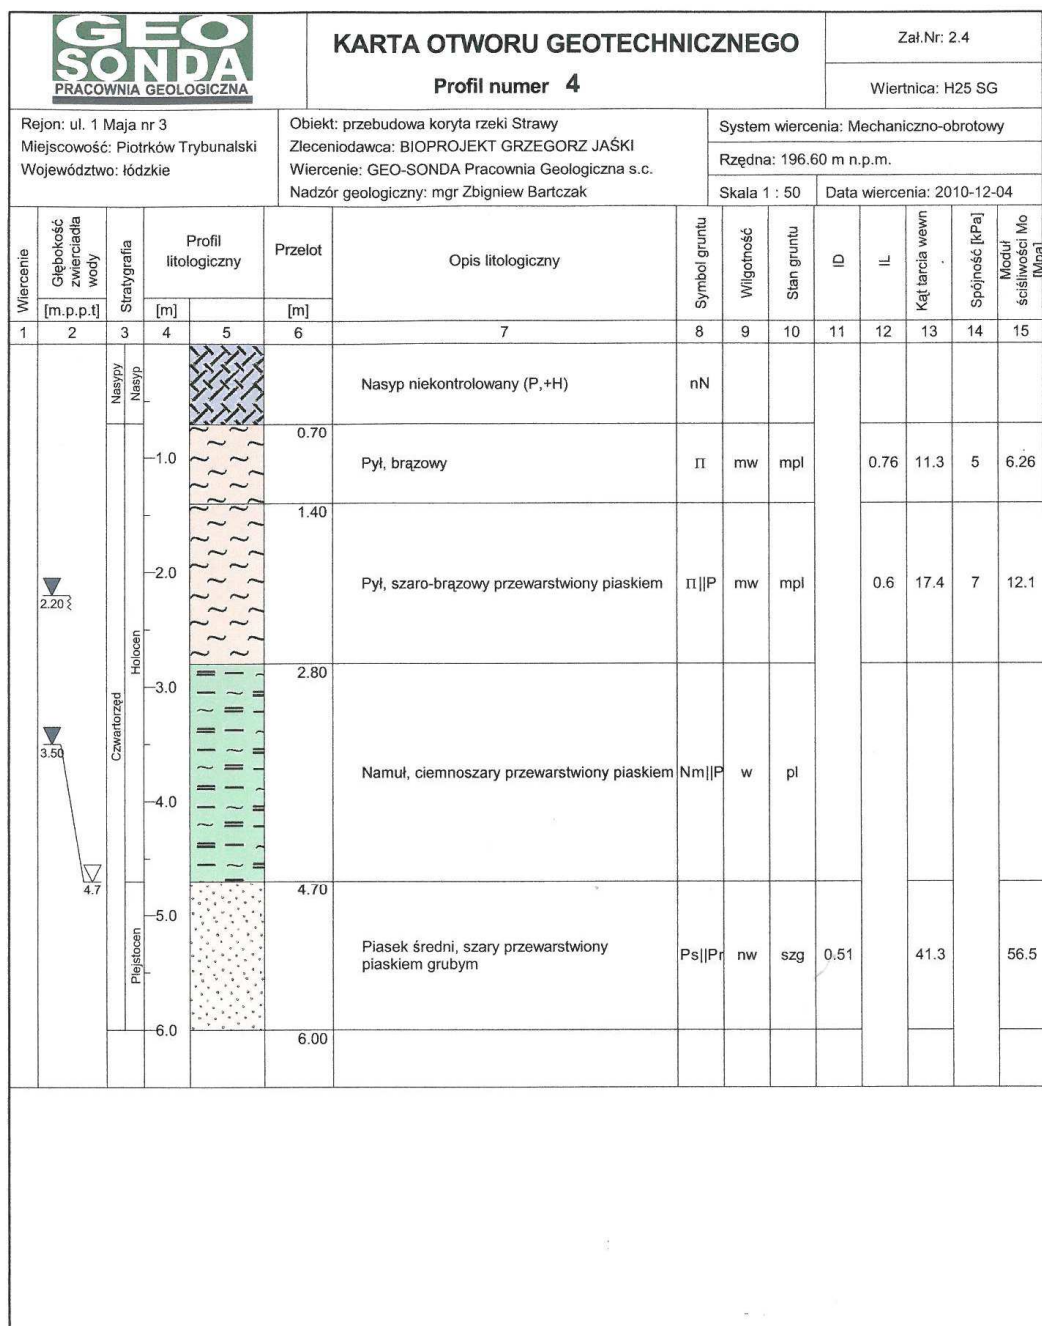 GEO
SONDA
PRACOWNIA GEOLOGICZNA
KARTA OTWORU GEOTECHNICZNEGO
Profil numer 4
Zał.Nr: 2.4
Wiertnica: H25 SG
Rejon: ul. 1 Maja nr 3
Miejscowość: Piotrków Trybunalski
Województwo: łódzkie
Obiekt: przebudowa koryta rzeki Strawy
Zleceniodawca: BIOPROJEKT GRZEGORZ JAŚKI
Wiercenie: GEO-SONDA Pracownia Geologiczna s.c.
Nadzór geologiczny: mgr Zbigniew Bartczak
System wiercenia: Mechaniczno-obrotowy
Rzędna: 196.60 m n.p.m.
Skala 1 : 50
Data wiercenia: 2010-12-04
Wiercenie
Głębokość
zwierciadła
wody
[m.p.p.t]
Stratygrafia
Profil
litologiczny
[m]
Przelot
[m]
Opis litologiczny
Symbol gruntu
Wilgotność
Stan gruntu
ID
IL
Kąt tarcia wewn
Spójność [kPa]
Moduł
ściśliwości Mo
[Mpa]
1 2 3 4 5 6 7 8 9 10 11 12 13 14 15
Nasypy
Nasyp
Nasyp niekontrolowany (P,+H) nN
0.70
1.0
Pył, brązowy Π mw mpl 0.76 11.3 5 6.26
1.40
2.0
2.20
Pył, szaro-brązowy przewarstwiony piaskiem Π||P mw mpl 0.6 17.4 7 12.1
Holocen
2.80
3.0
Czwartorzęd
3.50
Namuł, ciemnoszary przewarstwiony piaskiem Nm||P w pl
4.0
4.7
4.70
5.0
Plejstocen
Piasek średni, szary przewarstwiony
piaskiem grubym
Ps||Pr nw szg 0.51 41.3 56.5
6.0
6.00